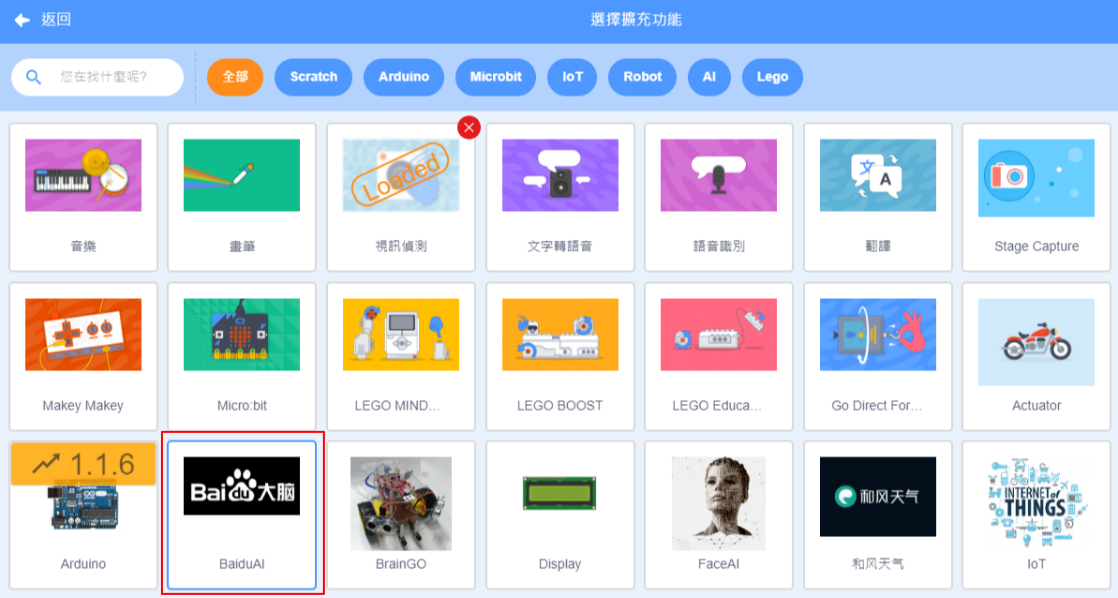 返回
選擇擴充功能
您在找什麼呢?
全部
Scratch
Arduino
Microbit
IoT
Robot
AI
Lego
Loaded
文
A
音樂
畫筆
視訊偵測
文字轉語音
語音識別
翻譯
Stage Capture
Makey Makey
Micro:bit
LEGO MIND...
LEGO BOOST
LEGO Educa...
Go Direct For...
Actuator
1.1.6
Bai du 大脑
和风天气
INTERNET of
THINGS
Arduino
BaiduAI
BrainGO
Display
FaceAI
和风天气
IoT